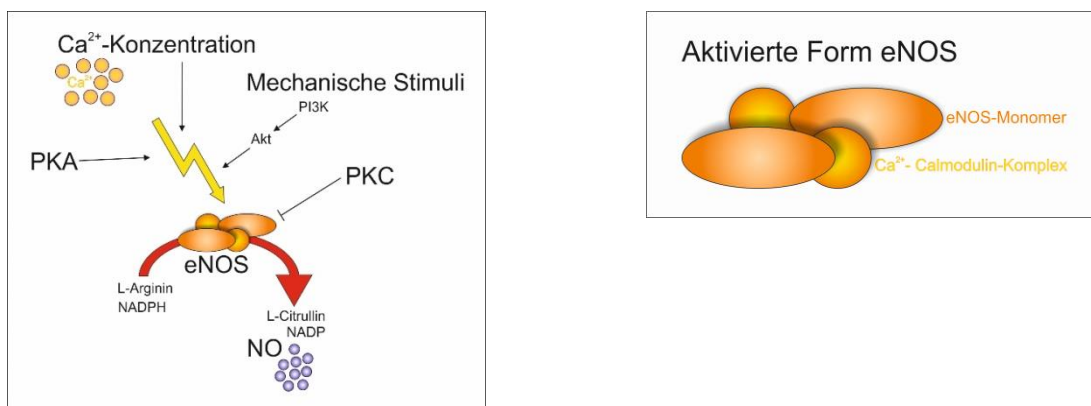 Ca²⁺-Konzentration
Ca²⁺
Mechanische Stimuli
PI3K
Akt
PKA
PKC
eNOS
L-Arginin
NADPH
L-Citrullin
NADP
NO
Aktivierte Form eNOS
eNOS-Monomer
Ca²⁺- Calmodulin-Komplex